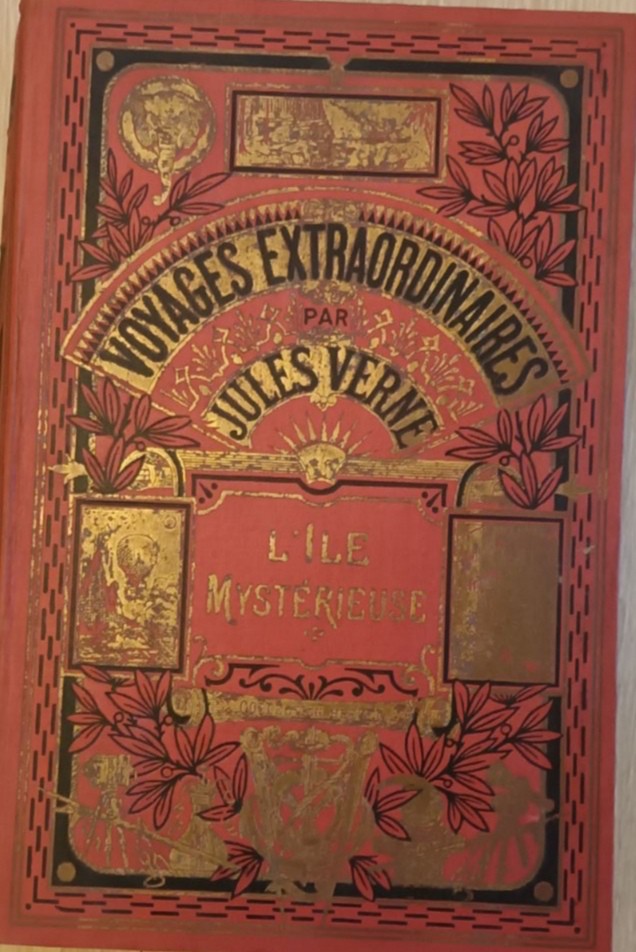 VOYAGES EXTRAORDINAIRES
PAR
JULES VERNE
L'ILE
MYSTÉRIEUSE